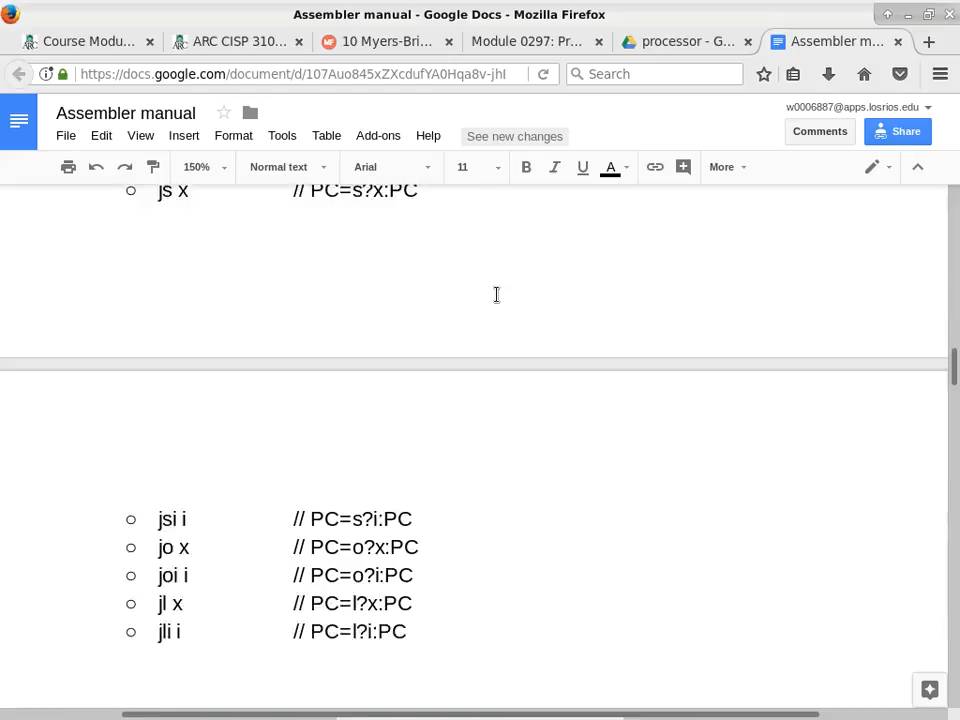 Assembler manual - Google Docs - Mozilla Firefox
Course Modu...
ARC CISP 310...
10 Myers-Bri...
Module 0297: Pr...
processor - G...
Assembler m...
https://docs.google.com/document/d/107Auo845xZXcdufYA0Hqa8v-jhI
Search
Assembler manual
w0006887@apps.losrios.edu
File Edit View Insert Format Tools Table Add-ons Help See new changes
Comments
Share
150% Normal text Arial 11 B I U A More
js x // PC=s?x:PC
jsi i // PC=s?i:PC
jo x // PC=o?x:PC
joi i // PC=o?i:PC
jl x // PC=l?x:PC
jli i // PC=l?i:PC